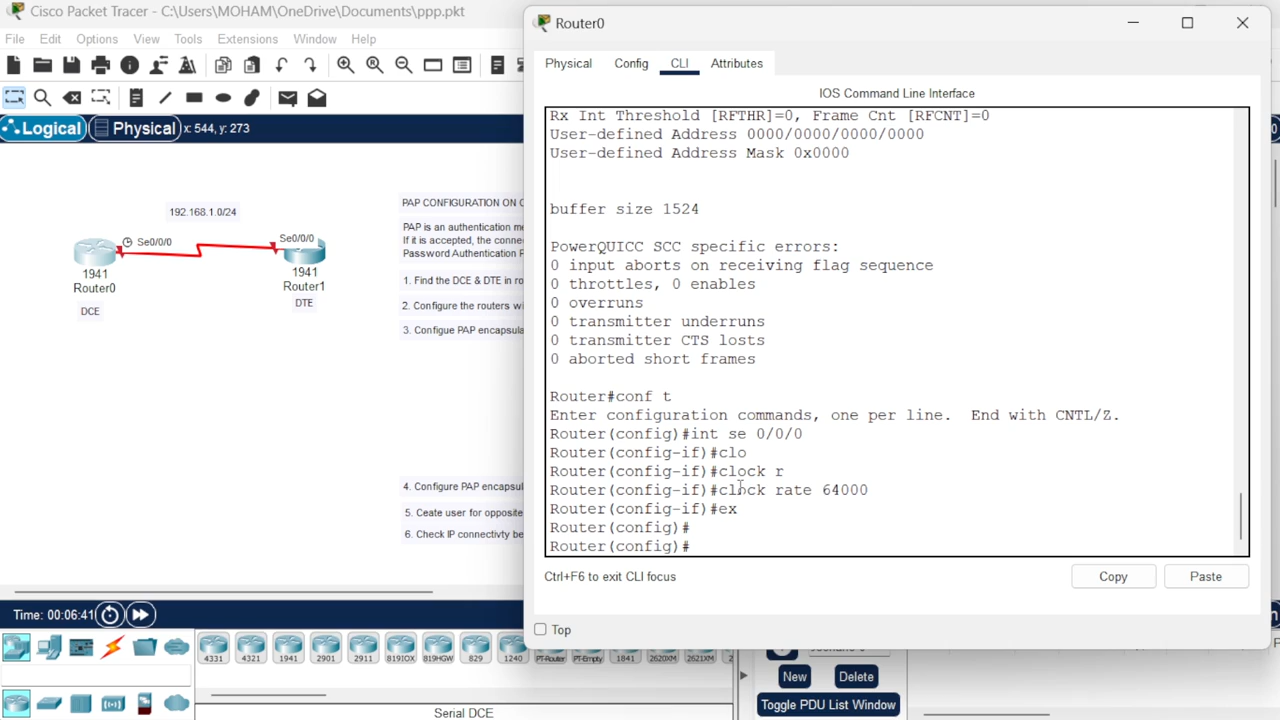 Cisco Packet Tracer - C:\Users\MOHAM\OneDrive\Documents\ppp.pkt
File Edit Options View Tools Extensions Window Help
Logical Physical x: 544, y: 273
192.168.1.0/24
Se0/0/0
Se0/0/0
1941
Router0
DCE
1941
Router1
DTE
PAP CONFIGURATION ON C
PAP is an authentication me
If it is accepted, the connec
Password Authentication P
1. Find the DCE & DTE in ro
2. Configure the routers wi
3. Configue PAP encapsula
4. Configure PAP encapsul
5. Ceate user for opposite
6. Check IP connectivty be
Router0
Physical Config CLI Attributes
IOS Command Line Interface
Rx Int Threshold [RFTHR]=0, Frame Cnt [RFCNT]=0
User-defined Address 0000/0000/0000/0000
User-defined Address Mask 0x0000
buffer size 1524
PowerQUICC SCC specific errors:
0 input aborts on receiving flag sequence
0 throttles, 0 enables
0 overruns
0 transmitter underruns
0 transmitter CTS losts
0 aborted short frames
Router#conf t
Enter configuration commands, one per line. End with CNTL/Z.
Router(config)#int se 0/0/0
Router(config-if)#clo
Router(config-if)#clock r
Router(config-if)#clock rate 64000
Router(config-if)#ex
Router(config)#
Router(config)#
Ctrl+F6 to exit CLI focus
Copy Paste
Top
Time: 00:06:41
4331 4321 1941 2901 2911 819IOX 819HGW 829 1240 PT-Router PT-Empty 1841 2620XM 2621XM 2
Serial DCE
New Delete
Toggle PDU List Window